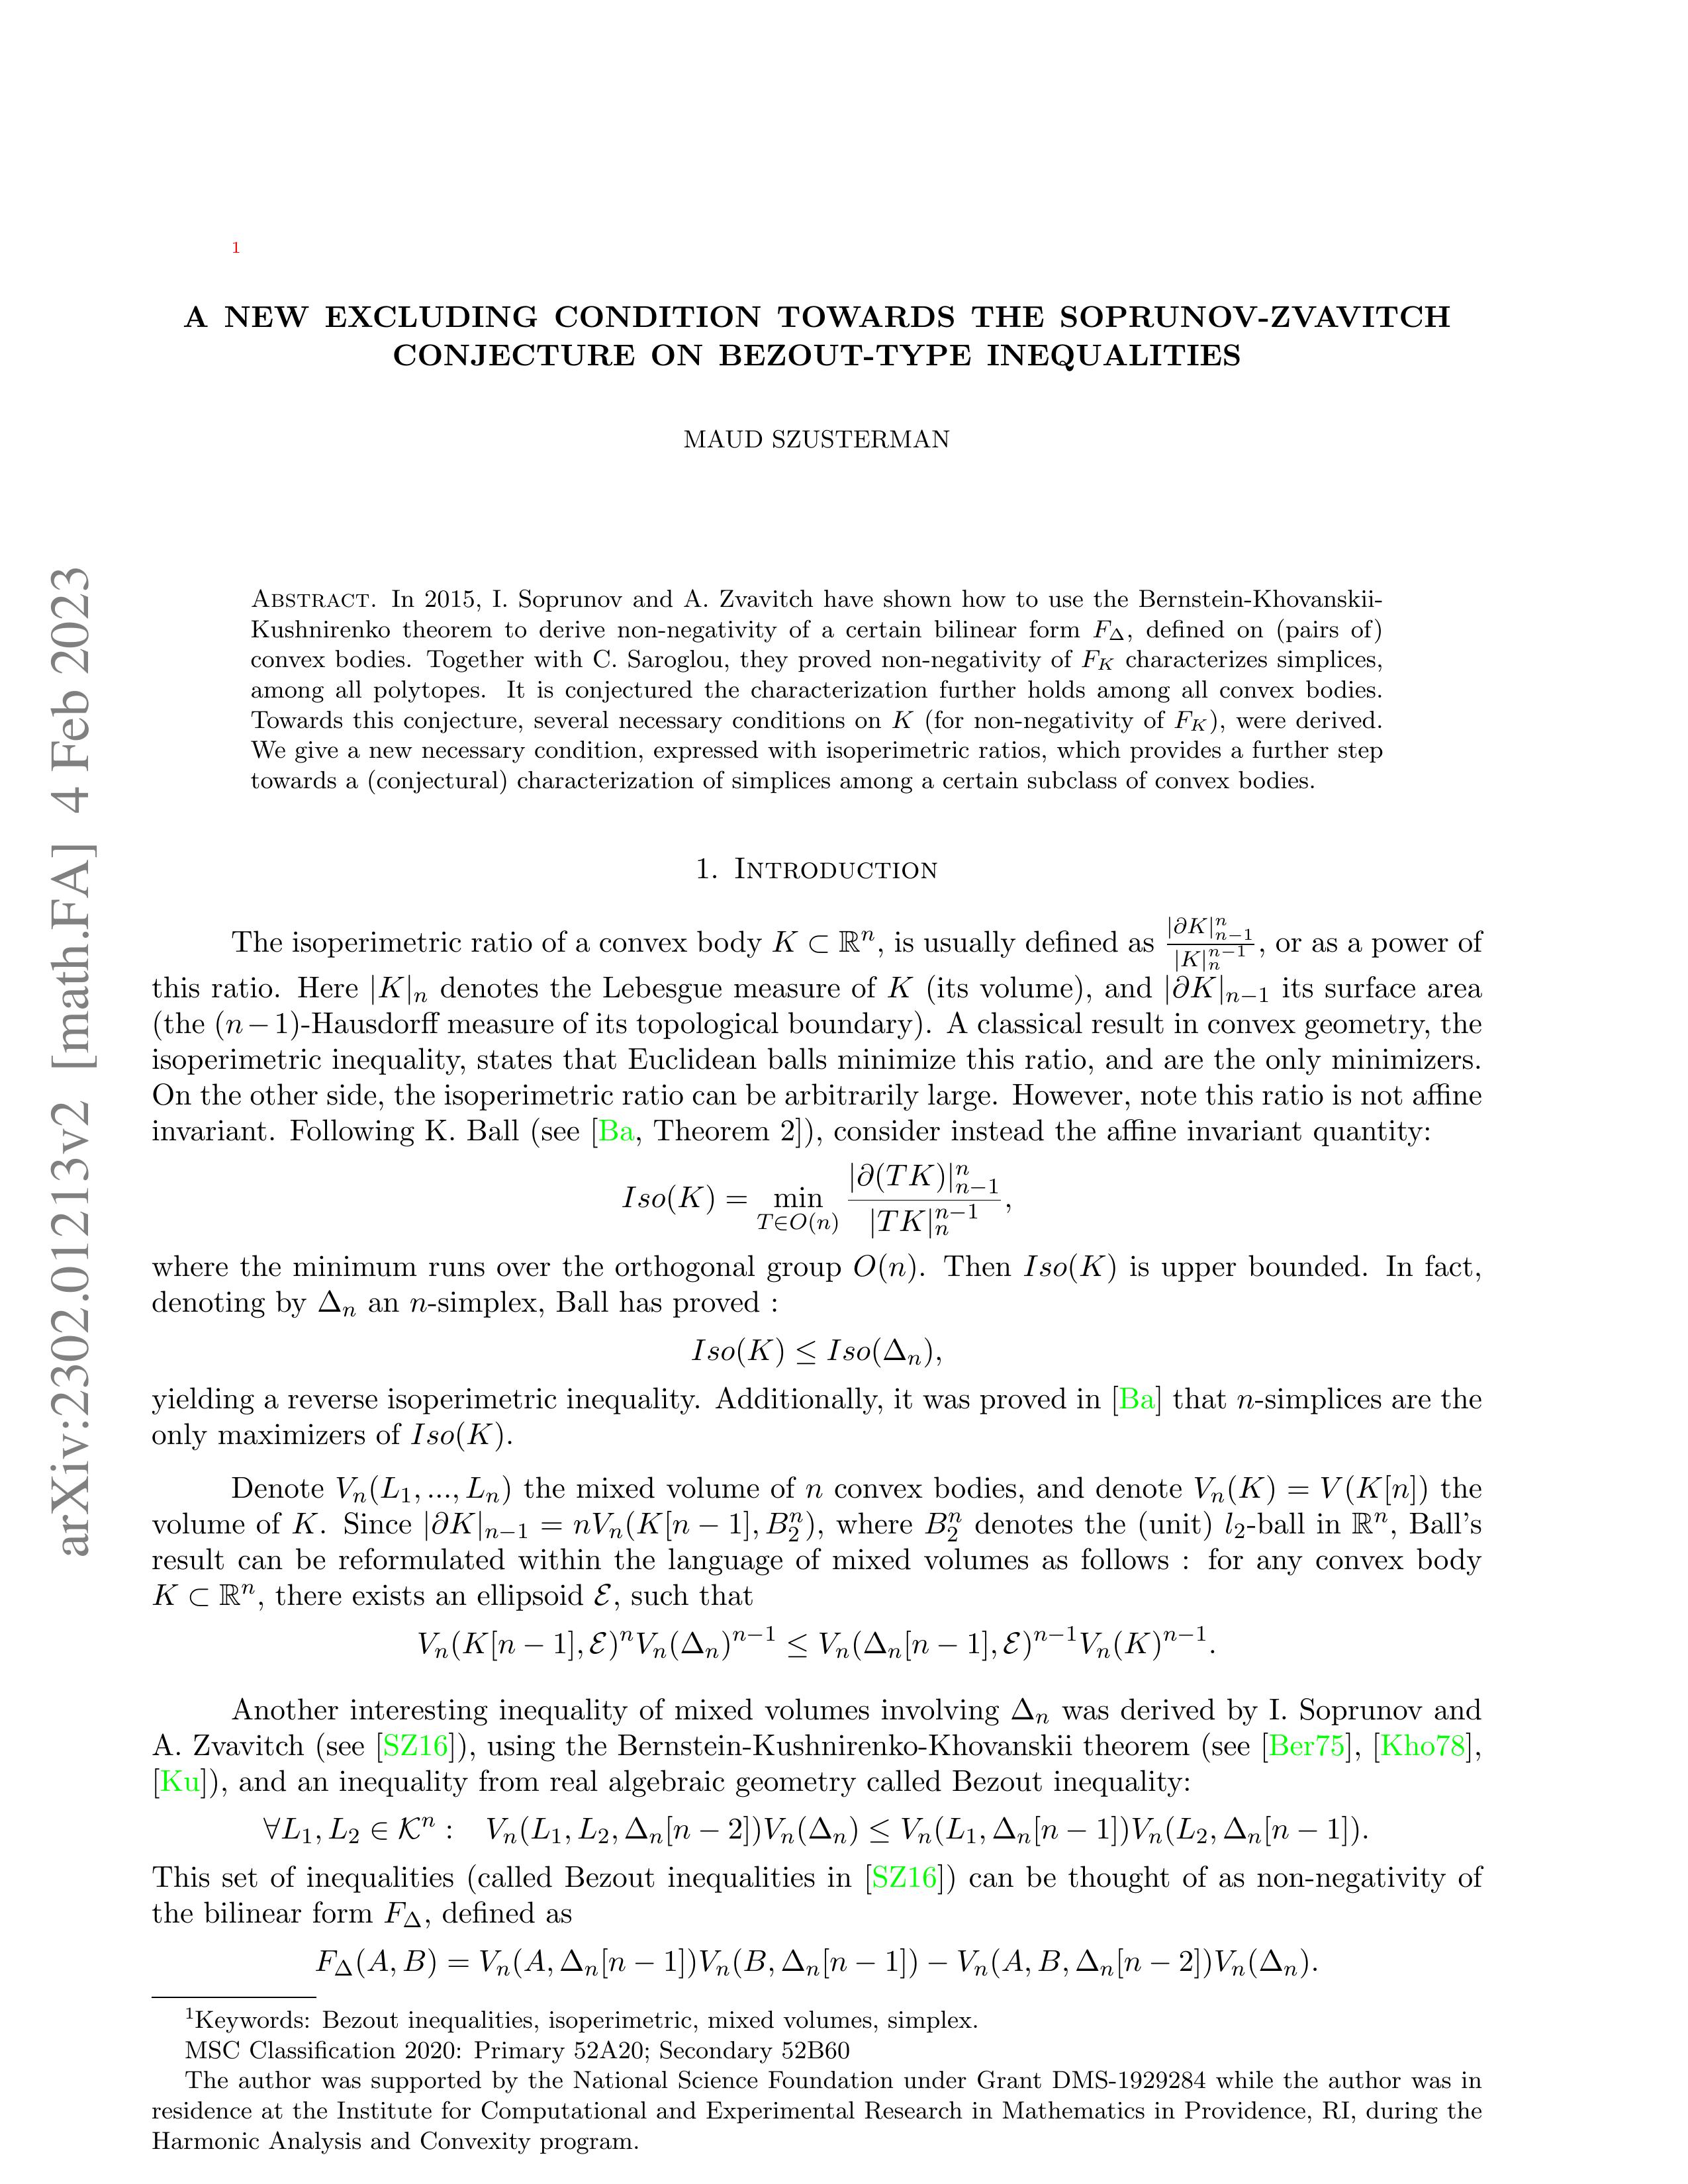 arXiv:2302.01213v2 [math.FA] 4 Feb 2023
1
A NEW EXCLUDING CONDITION TOWARDS THE SOPRUNOV-ZVAVITCH
CONJECTURE ON BEZOUT-TYPE INEQUALITIES
MAUD SZUSTERMAN
ABSTRACT. In 2015, I. Soprunov and A. Zvavitch have shown how to use the Bernstein-Khovanskii-
Kushnirenko theorem to derive non-negativity of a certain bilinear form $F_\Delta$, defined on (pairs of)
convex bodies. Together with C. Saroglou, they proved non-negativity of $F_K$ characterizes simplices,
among all polytopes. It is conjectured the characterization further holds among all convex bodies.
Towards this conjecture, several necessary conditions on $K$ (for non-negativity of $F_K$), were derived.
We give a new necessary condition, expressed with isoperimetric ratios, which provides a further step
towards a (conjectural) characterization of simplices among a certain subclass of convex bodies.
1. INTRODUCTION
The isoperimetric ratio of a convex body $K \subset \mathbb{R}^n$, is usually defined as $\frac{|\partial K|_{n-1}^n}{|K|_n^{n-1}}$, or as a power of
this ratio. Here $|K|_n$ denotes the Lebesgue measure of $K$ (its volume), and $|\partial K|_{n-1}$ its surface area
(the $(n-1)$-Hausdorff measure of its topological boundary). A classical result in convex geometry, the
isoperimetric inequality, states that Euclidean balls minimize this ratio, and are the only minimizers.
On the other side, the isoperimetric ratio can be arbitrarily large. However, note this ratio is not affine
invariant. Following K. Ball (see [Ba, Theorem 2]), consider instead the affine invariant quantity:
$Iso(K) = \min_{T \in O(n)} \frac{|\partial(TK)|_{n-1}^n}{|TK|_n^{n-1}},$
where the minimum runs over the orthogonal group $O(n)$. Then $Iso(K)$ is upper bounded. In fact,
denoting by $\Delta_n$ an $n$-simplex, Ball has proved :
$Iso(K) \leq Iso(\Delta_n),$
yielding a reverse isoperimetric inequality. Additionally, it was proved in [Ba] that $n$-simplices are the
only maximizers of $Iso(K)$.
Denote $V_n(L_1, ..., L_n)$ the mixed volume of $n$ convex bodies, and denote $V_n(K) = V(K[n])$ the
volume of $K$. Since $|\partial K|_{n-1} = nV_n(K[n-1], B_2^n)$, where $B_2^n$ denotes the (unit) $l_2$-ball in $\mathbb{R}^n$, Ball's
result can be reformulated within the language of mixed volumes as follows : for any convex body
$K \subset \mathbb{R}^n$, there exists an ellipsoid $\mathcal{E}$, such that
$V_n(K[n-1], \mathcal{E})^n V_n(\Delta_n)^{n-1} \leq V_n(\Delta_n[n-1], \mathcal{E})^{n-1} V_n(K)^{n-1}.$
Another interesting inequality of mixed volumes involving $\Delta_n$ was derived by I. Soprunov and
A. Zvavitch (see [SZ16]), using the Bernstein-Kushnirenko-Khovanskii theorem (see [Ber75], [Kho78],
[Ku]), and an inequality from real algebraic geometry called Bezout inequality:
$\forall L_1, L_2 \in \mathcal{K}^n : \quad V_n(L_1, L_2, \Delta_n[n-2])V_n(\Delta_n) \leq V_n(L_1, \Delta_n[n-1])V_n(L_2, \Delta_n[n-1]).$
This set of inequalities (called Bezout inequalities in [SZ16]) can be thought of as non-negativity of
the bilinear form $F_\Delta$, defined as
$F_\Delta(A, B) = V_n(A, \Delta_n[n-1])V_n(B, \Delta_n[n-1]) - V_n(A, B, \Delta_n[n-2])V_n(\Delta_n).$
$^1$Keywords: Bezout inequalities, isoperimetric, mixed volumes, simplex.
MSC Classification 2020: Primary 52A20; Secondary 52B60
The author was supported by the National Science Foundation under Grant DMS-1929284 while the author was in
residence at the Institute for Computational and Experimental Research in Mathematics in Providence, RI, during the
Harmonic Analysis and Convexity program.